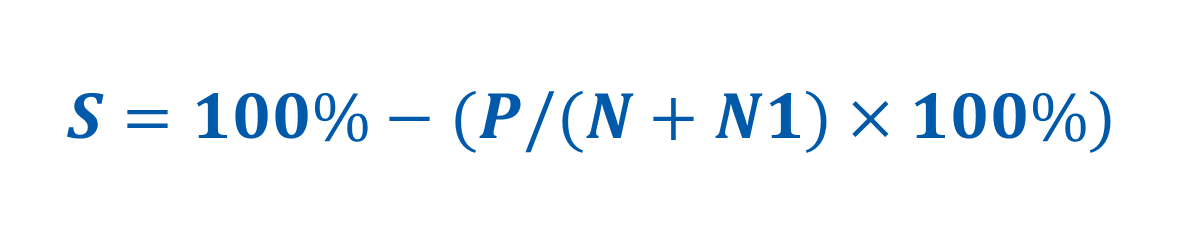 S = 100% − (P/(N + N1) × 100%)